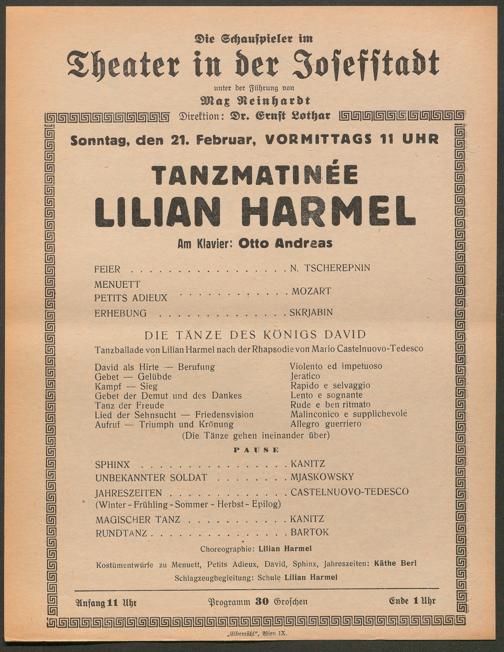 Die Schauspieler im
Theater in der Josefstadt
unter der Führung von
Max Reinhardt
Direktion: Dr. Ernst Lothar
Sonntag, den 21. Februar, VORMITTAGS 11 UHR
TANZMATINÉE
LILIAN HARMEL
Am Klavier: Otto Andreas
FEIER . . . . . . . . . . . . . . . . N. TSCHEREPNIN
MENUETT
PETITS ADIEUX . . . . . . . . . . . MOZART
ERHEBUNG . . . . . . . . . . . . . . SKRJABIN
DIE TÄNZE DES KÖNIGS DAVID
Tanzballade von Lilian Harmel nach der Rhapsodie von Mario Castelnuovo-Tedesco
David als Hirte — Berufung Violento ed impetuoso
Gebet — Gelübde Jeratico
Kampf — Sieg Rapido e selvaggio
Gebet der Demut und des Dankes Lento e sognante
Tanz der Freude Rude e ben ritmato
Lied der Sehnsucht — Friedensvision Malinconico e supplichevole
Aufruf — Triumph und Krönung Allegro guerriero
(Die Tänze gehen ineinander über)
PAUSE
SPHINX . . . . . . . . . . . . . . . KANITZ
UNBEKANNTER SOLDAT . . . . . . . . MJASKOWSKY
JAHRESZEITEN . . . . . . . . . . . . CASTELNUOVO-TEDESCO
(Winter - Frühling - Sommer - Herbst - Epilog)
MAGISCHER TANZ . . . . . . . . . . KANITZ
RUNDTANZ . . . . . . . . . . . . . . BARTOK
Choreographie: Lilian Harmel
Kostümentwürfe zu Menuett, Petits Adieux, David, Sphinx, Jahreszeiten: Käthe Berl
Schlagzeugbegleitung: Schule Lilian Harmel
Anfang 11 Uhr Programm 30 Groschen Ende 1 Uhr
„Elbemühl“, Wien IX.